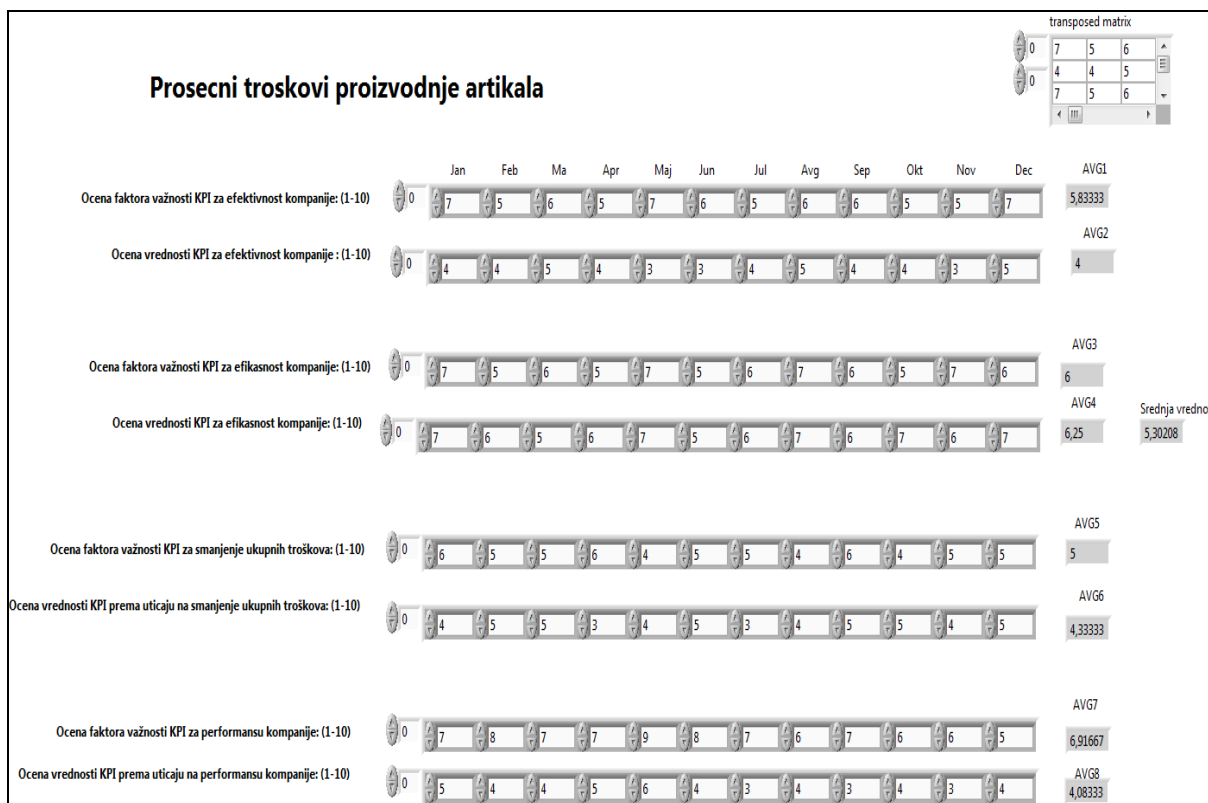 transposed matrix
0 7 5 6
0 4 4 5
7 5 6
Prosecni troskovi proizvodnje artikala
Jan Feb Ma Apr Maj Jun Jul Avg Sep Okt Nov Dec AVG1
Ocena faktora važnosti KPI za efektivnost kompanije: (1-10) 0 7 5 6 5 7 6 5 6 6 5 5 7 5,83333
AVG2
Ocena vrednosti KPI za efektivnost kompanije : (1-10) 0 4 4 5 4 3 3 4 5 4 4 3 5 4
AVG3
Ocena faktora važnosti KPI za efikasnost kompanije: (1-10) 0 7 5 6 5 7 5 6 7 6 5 7 6 6
AVG4 Srednja vredno
Ocena vrednosti KPI za efikasnost kompanije: (1-10) 0 7 6 5 6 7 5 6 7 6 7 6 7 6,25 5,30208
AVG5
Ocena faktora važnosti KPI za smanjenje ukupnih troškova: (1-10) 0 6 5 5 6 4 5 5 4 6 4 5 5 5
AVG6
Ocena vrednosti KPI prema uticaju na smanjenje ukupnih troškova: (1-10) 0 4 5 5 3 4 5 3 4 5 5 4 5 4,33333
AVG7
Ocena faktora važnosti KPI za performansu kompanije: (1-10) 0 7 8 7 7 9 8 7 6 7 6 6 5 6,91667
AVG8
Ocena vrednosti KPI prema uticaju na performansu kompanije: (1-10) 0 5 4 4 5 6 4 3 4 3 4 3 4 4,08333